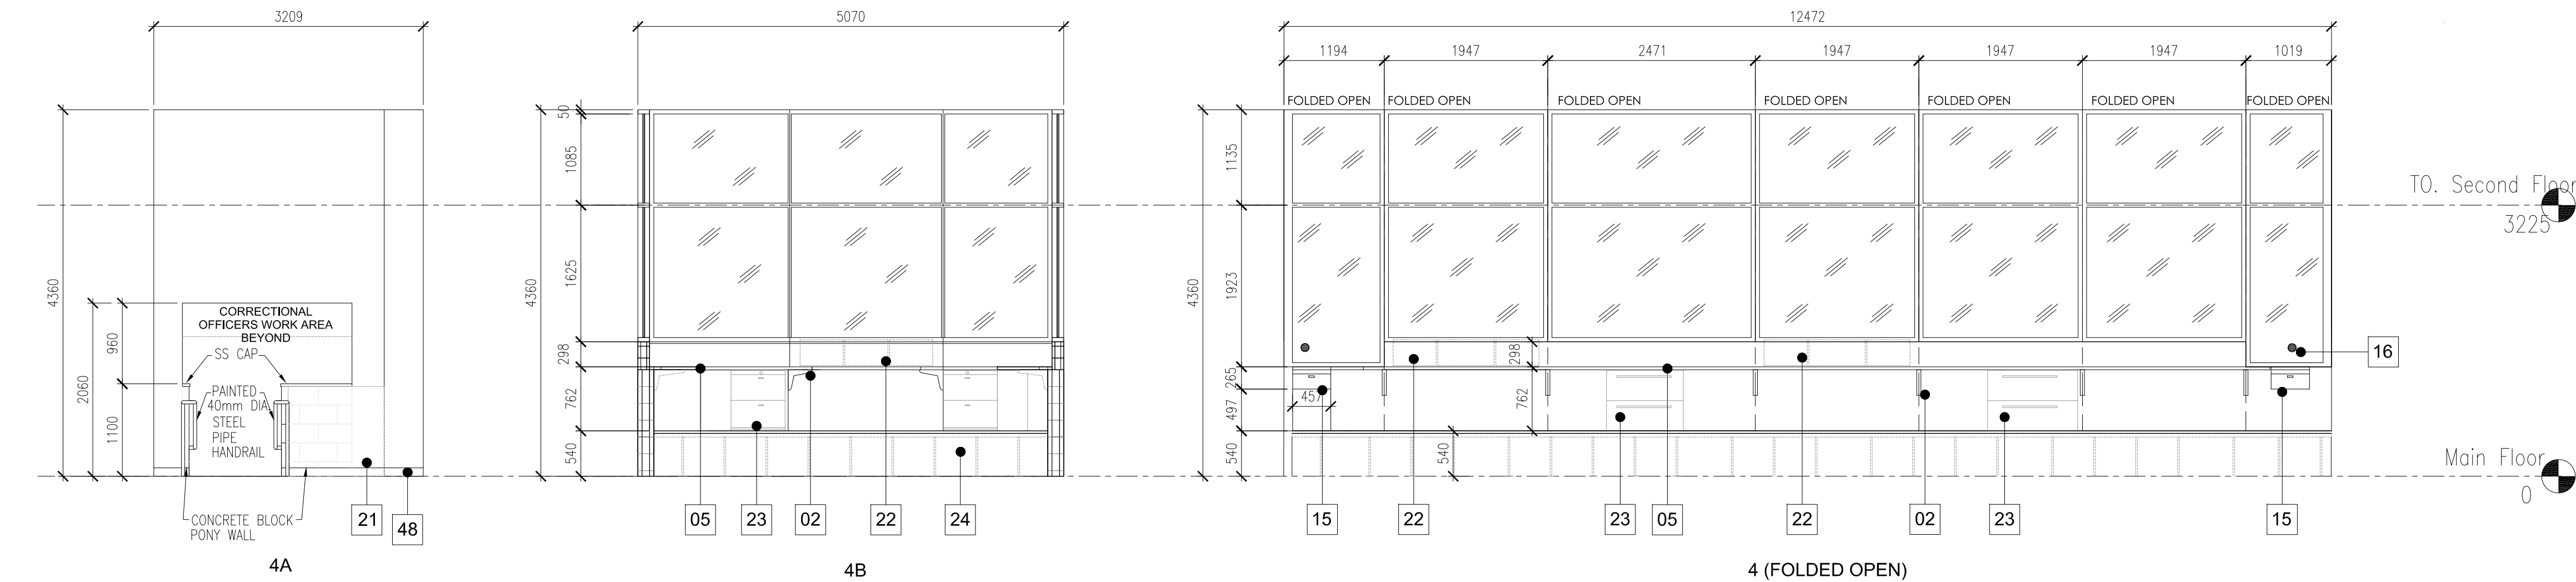 3209
4360
2060
960
1100
CORRECTIONAL
OFFICERS WORK AREA
BEYOND
SS CAP
PAINTED
40mm DIA.
STEEL
PIPE
HANDRAIL
CONCRETE BLOCK
PONY WALL
21
48
4A
5070
4360
50
1085
1625
298
762
540
05
23
02
22
24
4B
12472
1194
1947
2471
1947
1947
1947
1019
FOLDED OPEN
FOLDED OPEN
FOLDED OPEN
FOLDED OPEN
FOLDED OPEN
FOLDED OPEN
FOLDED OPEN
4360
1135
1923
265
497
540
457
540
298
762
16
15
22
23
05
22
02
23
15
4 (FOLDED OPEN)
TO. Second Floor
3225
Main Floor
0